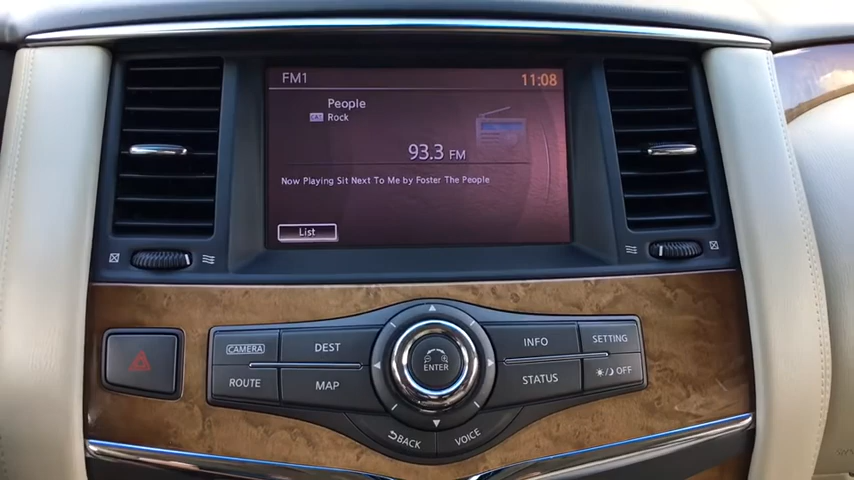 FM1
11:08
People
CAT Rock
93.3 FM
Now Playing Sit Next To Me by Foster The People
List
CAMERA
DEST
INFO
SETTING
ENTER
ROUTE
MAP
STATUS
OFF
BACK
VOICE